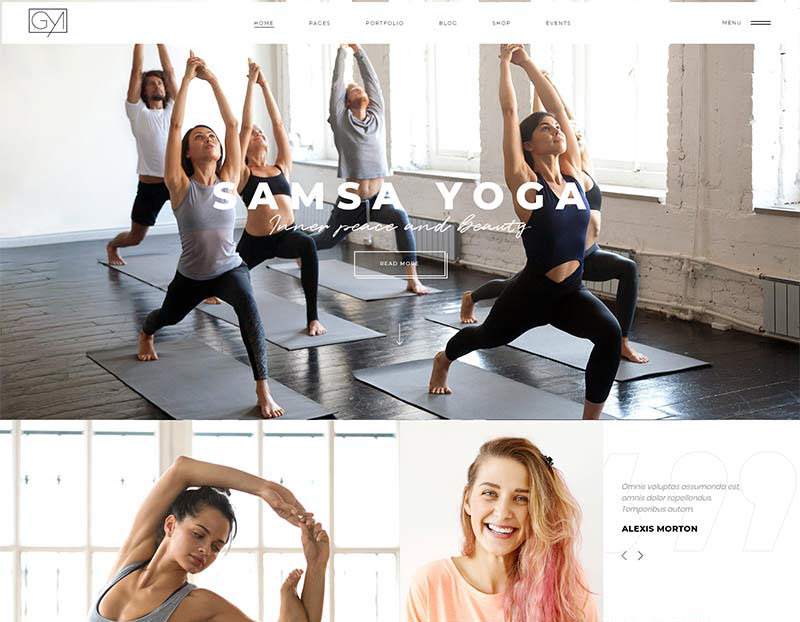 GYM
HOME PAGES PORTFOLIO BLOG SHOP EVENTS MENU
SAMSA YOGA
Inner peace and beauty
READ MORE
Omnis voluptas assumenda est,
omnis dolor repellendus.
Temporibus autem.
ALEXIS MORTON